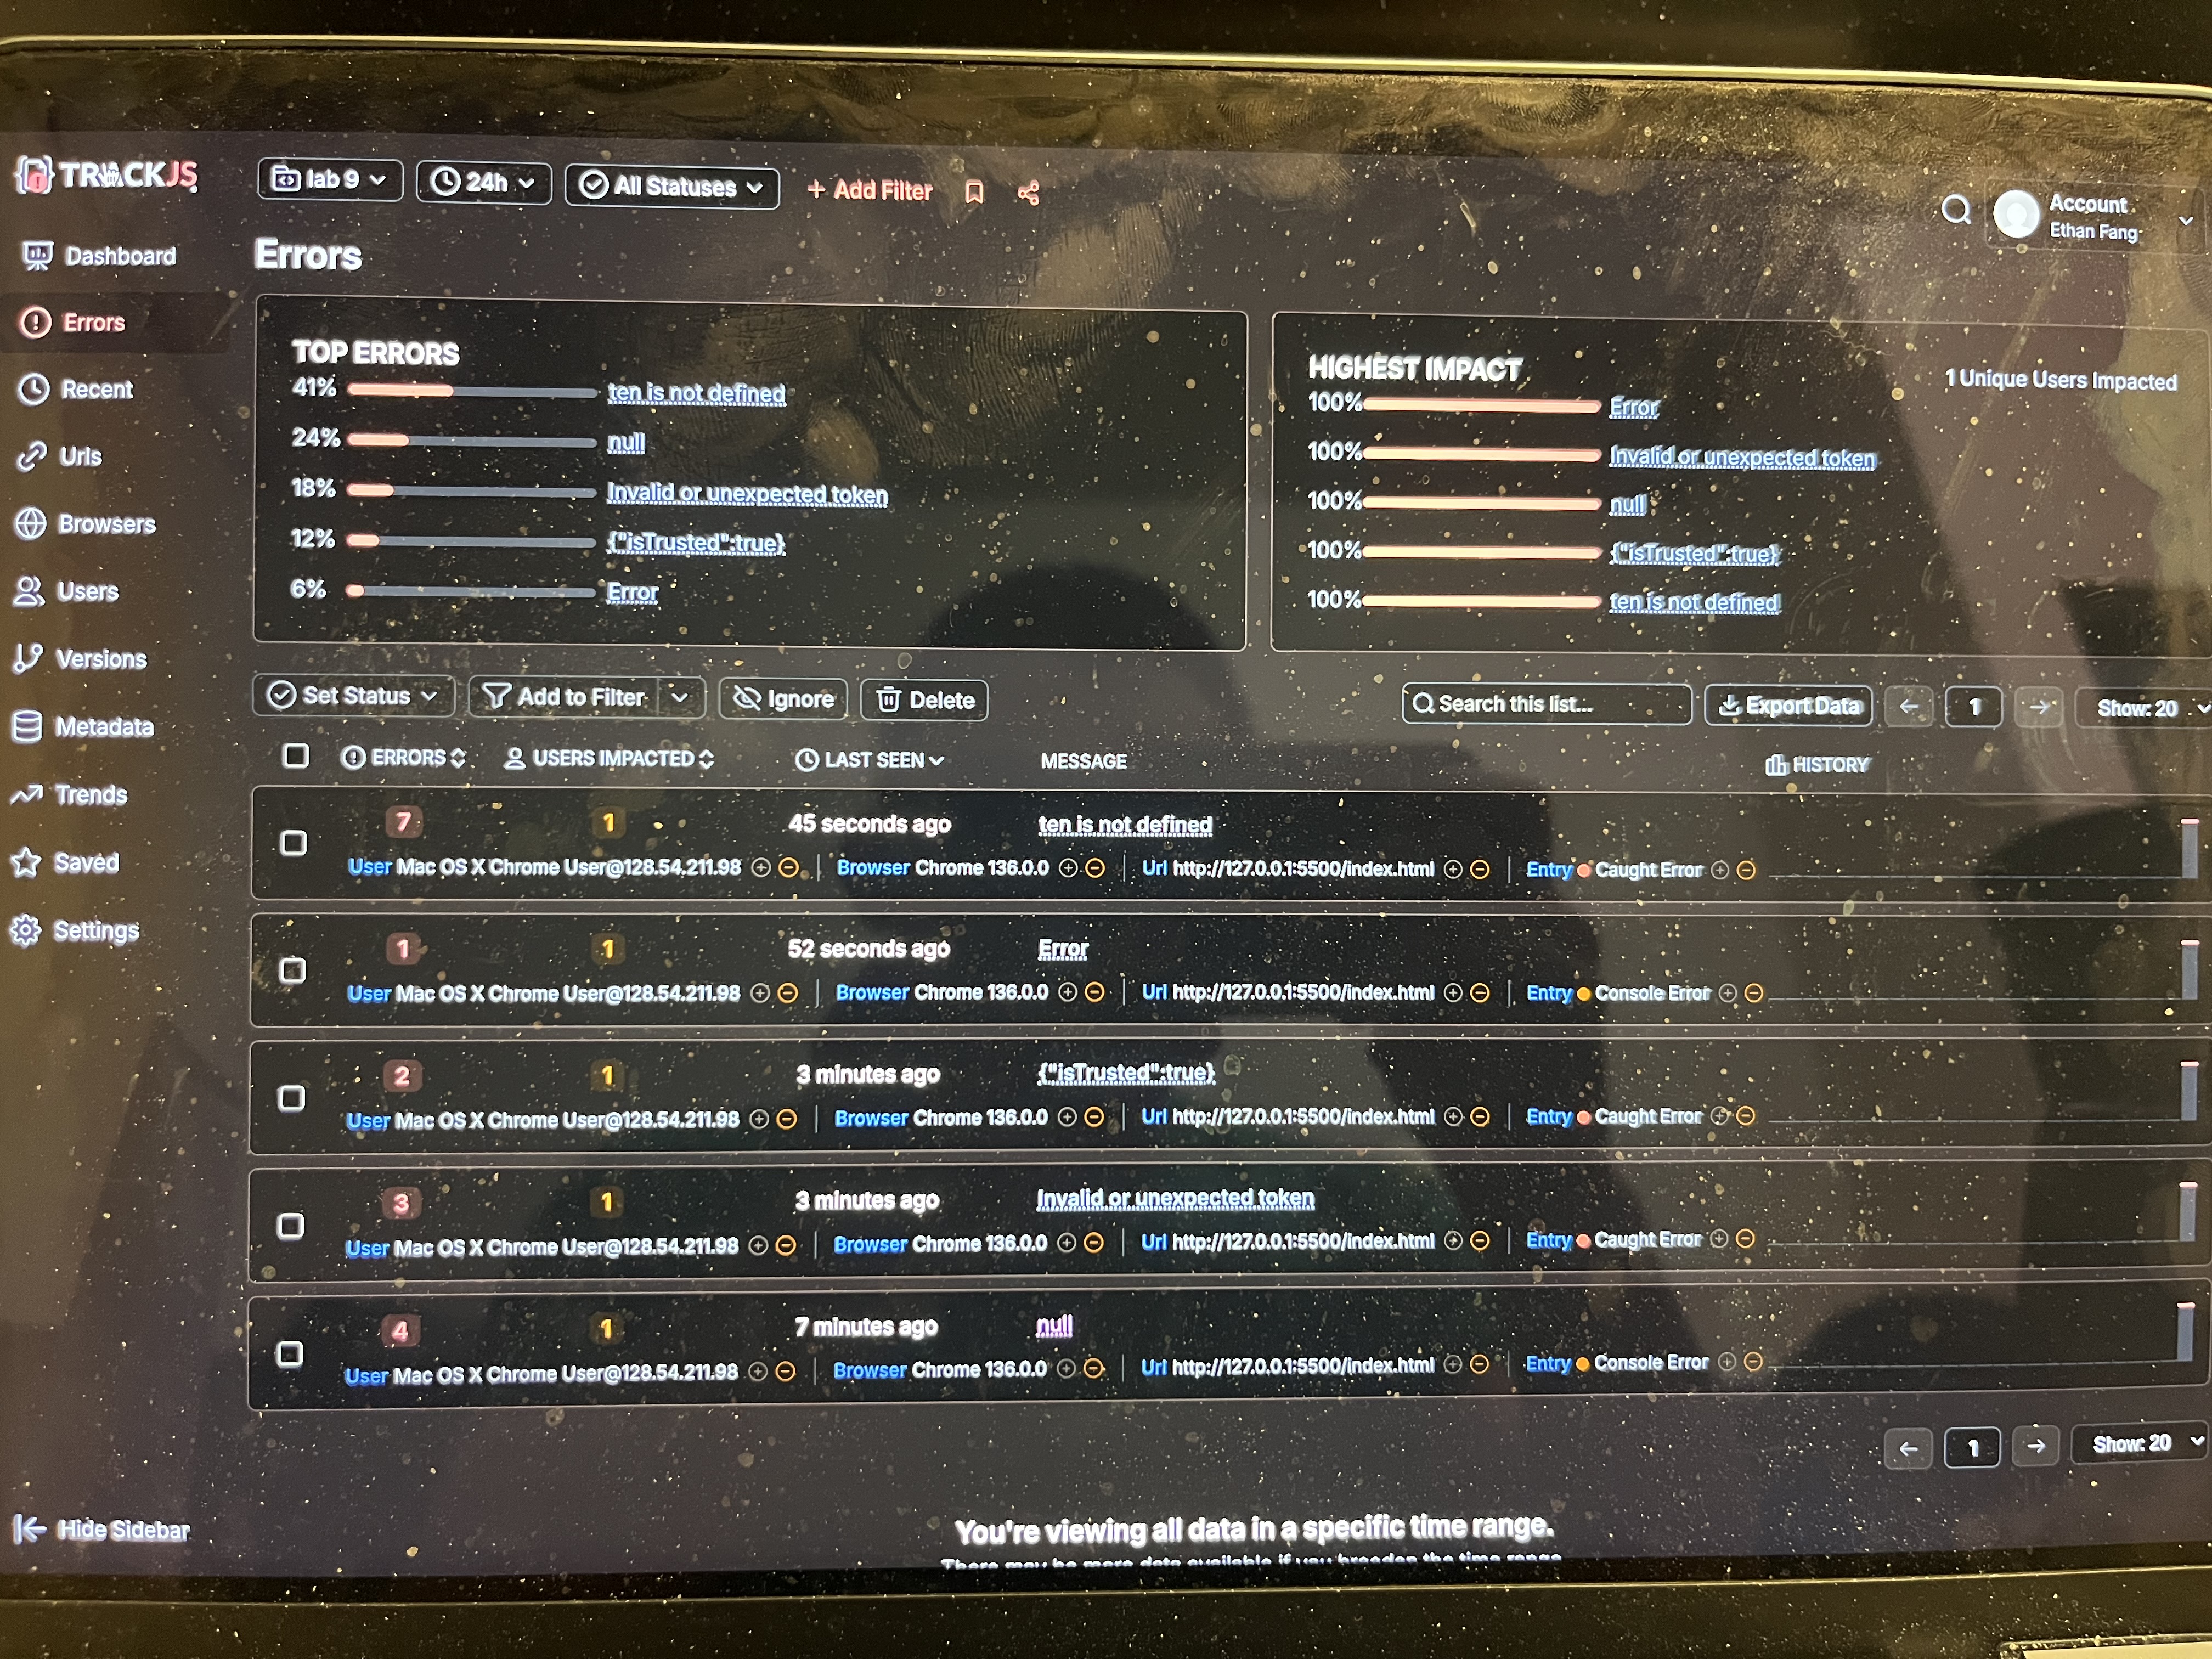 TRACKJS
lab 9
24h
All Statuses
+ Add Filter
Account
Ethan Fang
Dashboard
Errors
Recent
Urls
Browsers
Users
Versions
Metadata
Trends
Saved
Settings
Hide Sidebar
Errors
TOP ERRORS
41% ten is not defined
24% null
18% Invalid or unexpected token
12% {"isTrusted":true}
6% Error
HIGHEST IMPACT
1 Unique Users Impacted
100% Error
100% Invalid or unexpected token
100% null
100% {"isTrusted":true}
100% ten is not defined
Set Status
Add to Filter
Ignore
Delete
Search this list...
Export Data
1
Show: 20
ERRORS USERS IMPACTED LAST SEEN MESSAGE HISTORY
7 1 45 seconds ago ten is not defined
User Mac OS X Chrome User@128.54.211.98 | Browser Chrome 136.0.0 | Url http://127.0.0.1:5500/index.html | Entry Caught Error
1 1 52 seconds ago Error
User Mac OS X Chrome User@128.54.211.98 | Browser Chrome 136.0.0 | Url http://127.0.0.1:5500/index.html | Entry Console Error
2 1 3 minutes ago {"isTrusted":true}
User Mac OS X Chrome User@128.54.211.98 | Browser Chrome 136.0.0 | Url http://127.0.0.1:5500/index.html | Entry Caught Error
3 1 3 minutes ago Invalid or unexpected token
User Mac OS X Chrome User@128.54.211.98 | Browser Chrome 136.0.0 | Url http://127.0.0.1:5500/index.html | Entry Caught Error
4 1 7 minutes ago null
User Mac OS X Chrome User@128.54.211.98 | Browser Chrome 136.0.0 | Url http://127.0.0.1:5500/index.html | Entry Console Error
1
Show: 20
You're viewing all data in a specific time range.
There may be more data available if you broaden the time range